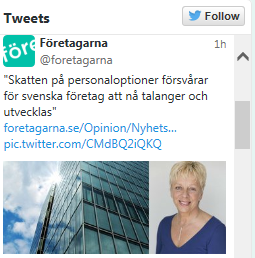 Tweets
Follow
före
Företagarna 1h
@foretagarna
"Skatten på personaloptioner försvårar
för svenska företag att nå talanger och
utvecklas"
foretagarna.se/Opinion/Nyhets...
pic.twitter.com/CMdBQ2iQKQ